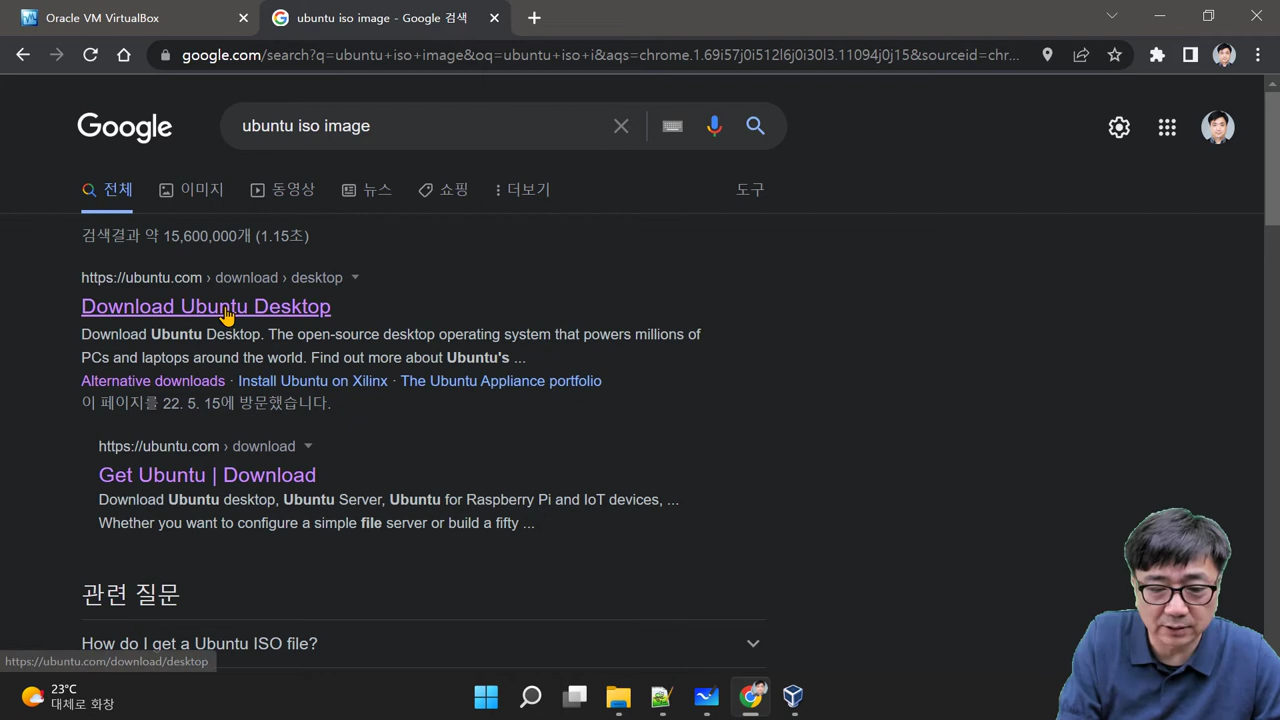 Oracle VM VirtualBox
ubuntu iso image - Google 검색
google.com/search?q=ubuntu+iso+image&oq=ubuntu+iso+i&aqs=chrome.1.69i57j0i512l6j0i30l3.11094j0j15&sourceid=chr...
Google
ubuntu iso image
전체 이미지 동영상 뉴스 쇼핑 더보기 도구
검색결과 약 15,600,000개 (1.15초)
https://ubuntu.com › download › desktop
Download Ubuntu Desktop
Download Ubuntu Desktop. The open-source desktop operating system that powers millions of
PCs and laptops around the world. Find out more about Ubuntu's ...
Alternative downloads · Install Ubuntu on Xilinx · The Ubuntu Appliance portfolio
이 페이지를 22. 5. 15에 방문했습니다.
https://ubuntu.com › download
Get Ubuntu | Download
Download Ubuntu desktop, Ubuntu Server, Ubuntu for Raspberry Pi and IoT devices, ...
Whether you want to configure a simple file server or build a fifty ...
관련 질문
How do I get a Ubuntu ISO file?
https://ubuntu.com/download/desktop
23°C
대체로 화창